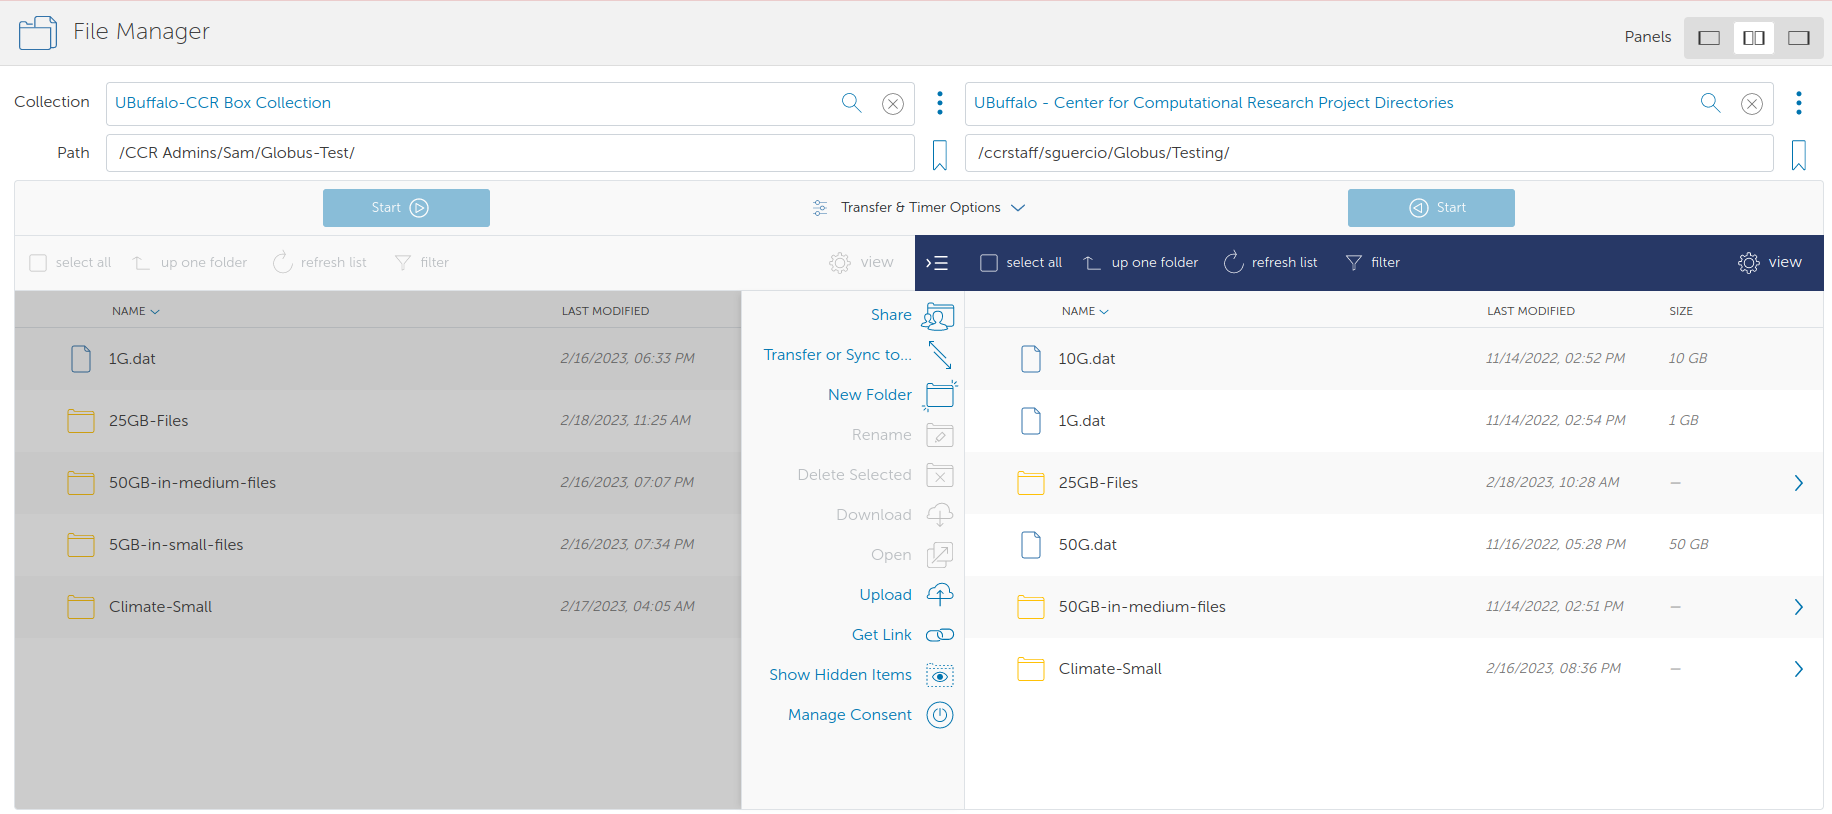 File Manager
Panels
Collection
UBuffalo-CCR Box Collection
UBuffalo - Center for Computational Research Project Directories
Path
/CCR Admins/Sam/Globus-Test/
/ccrstaff/sguercio/Globus/Testing/
Start
Transfer & Timer Options
Start
select all
up one folder
refresh list
filter
view
select all
up one folder
refresh list
filter
view
NAME
LAST MODIFIED
1G.dat
2/16/2023, 06:33 PM
25GB-Files
2/18/2023, 11:25 AM
50GB-in-medium-files
2/16/2023, 07:07 PM
5GB-in-small-files
2/16/2023, 07:34 PM
Climate-Small
2/17/2023, 04:05 AM
Share
Transfer or Sync to...
New Folder
Rename
Delete Selected
Download
Open
Upload
Get Link
Show Hidden Items
Manage Consent
NAME
LAST MODIFIED
SIZE
10G.dat
11/14/2022, 02:52 PM
10 GB
1G.dat
11/14/2022, 02:54 PM
1 GB
25GB-Files
2/18/2023, 10:28 AM
–
50G.dat
11/16/2022, 05:28 PM
50 GB
50GB-in-medium-files
11/14/2022, 02:51 PM
–
Climate-Small
2/16/2023, 08:36 PM
–